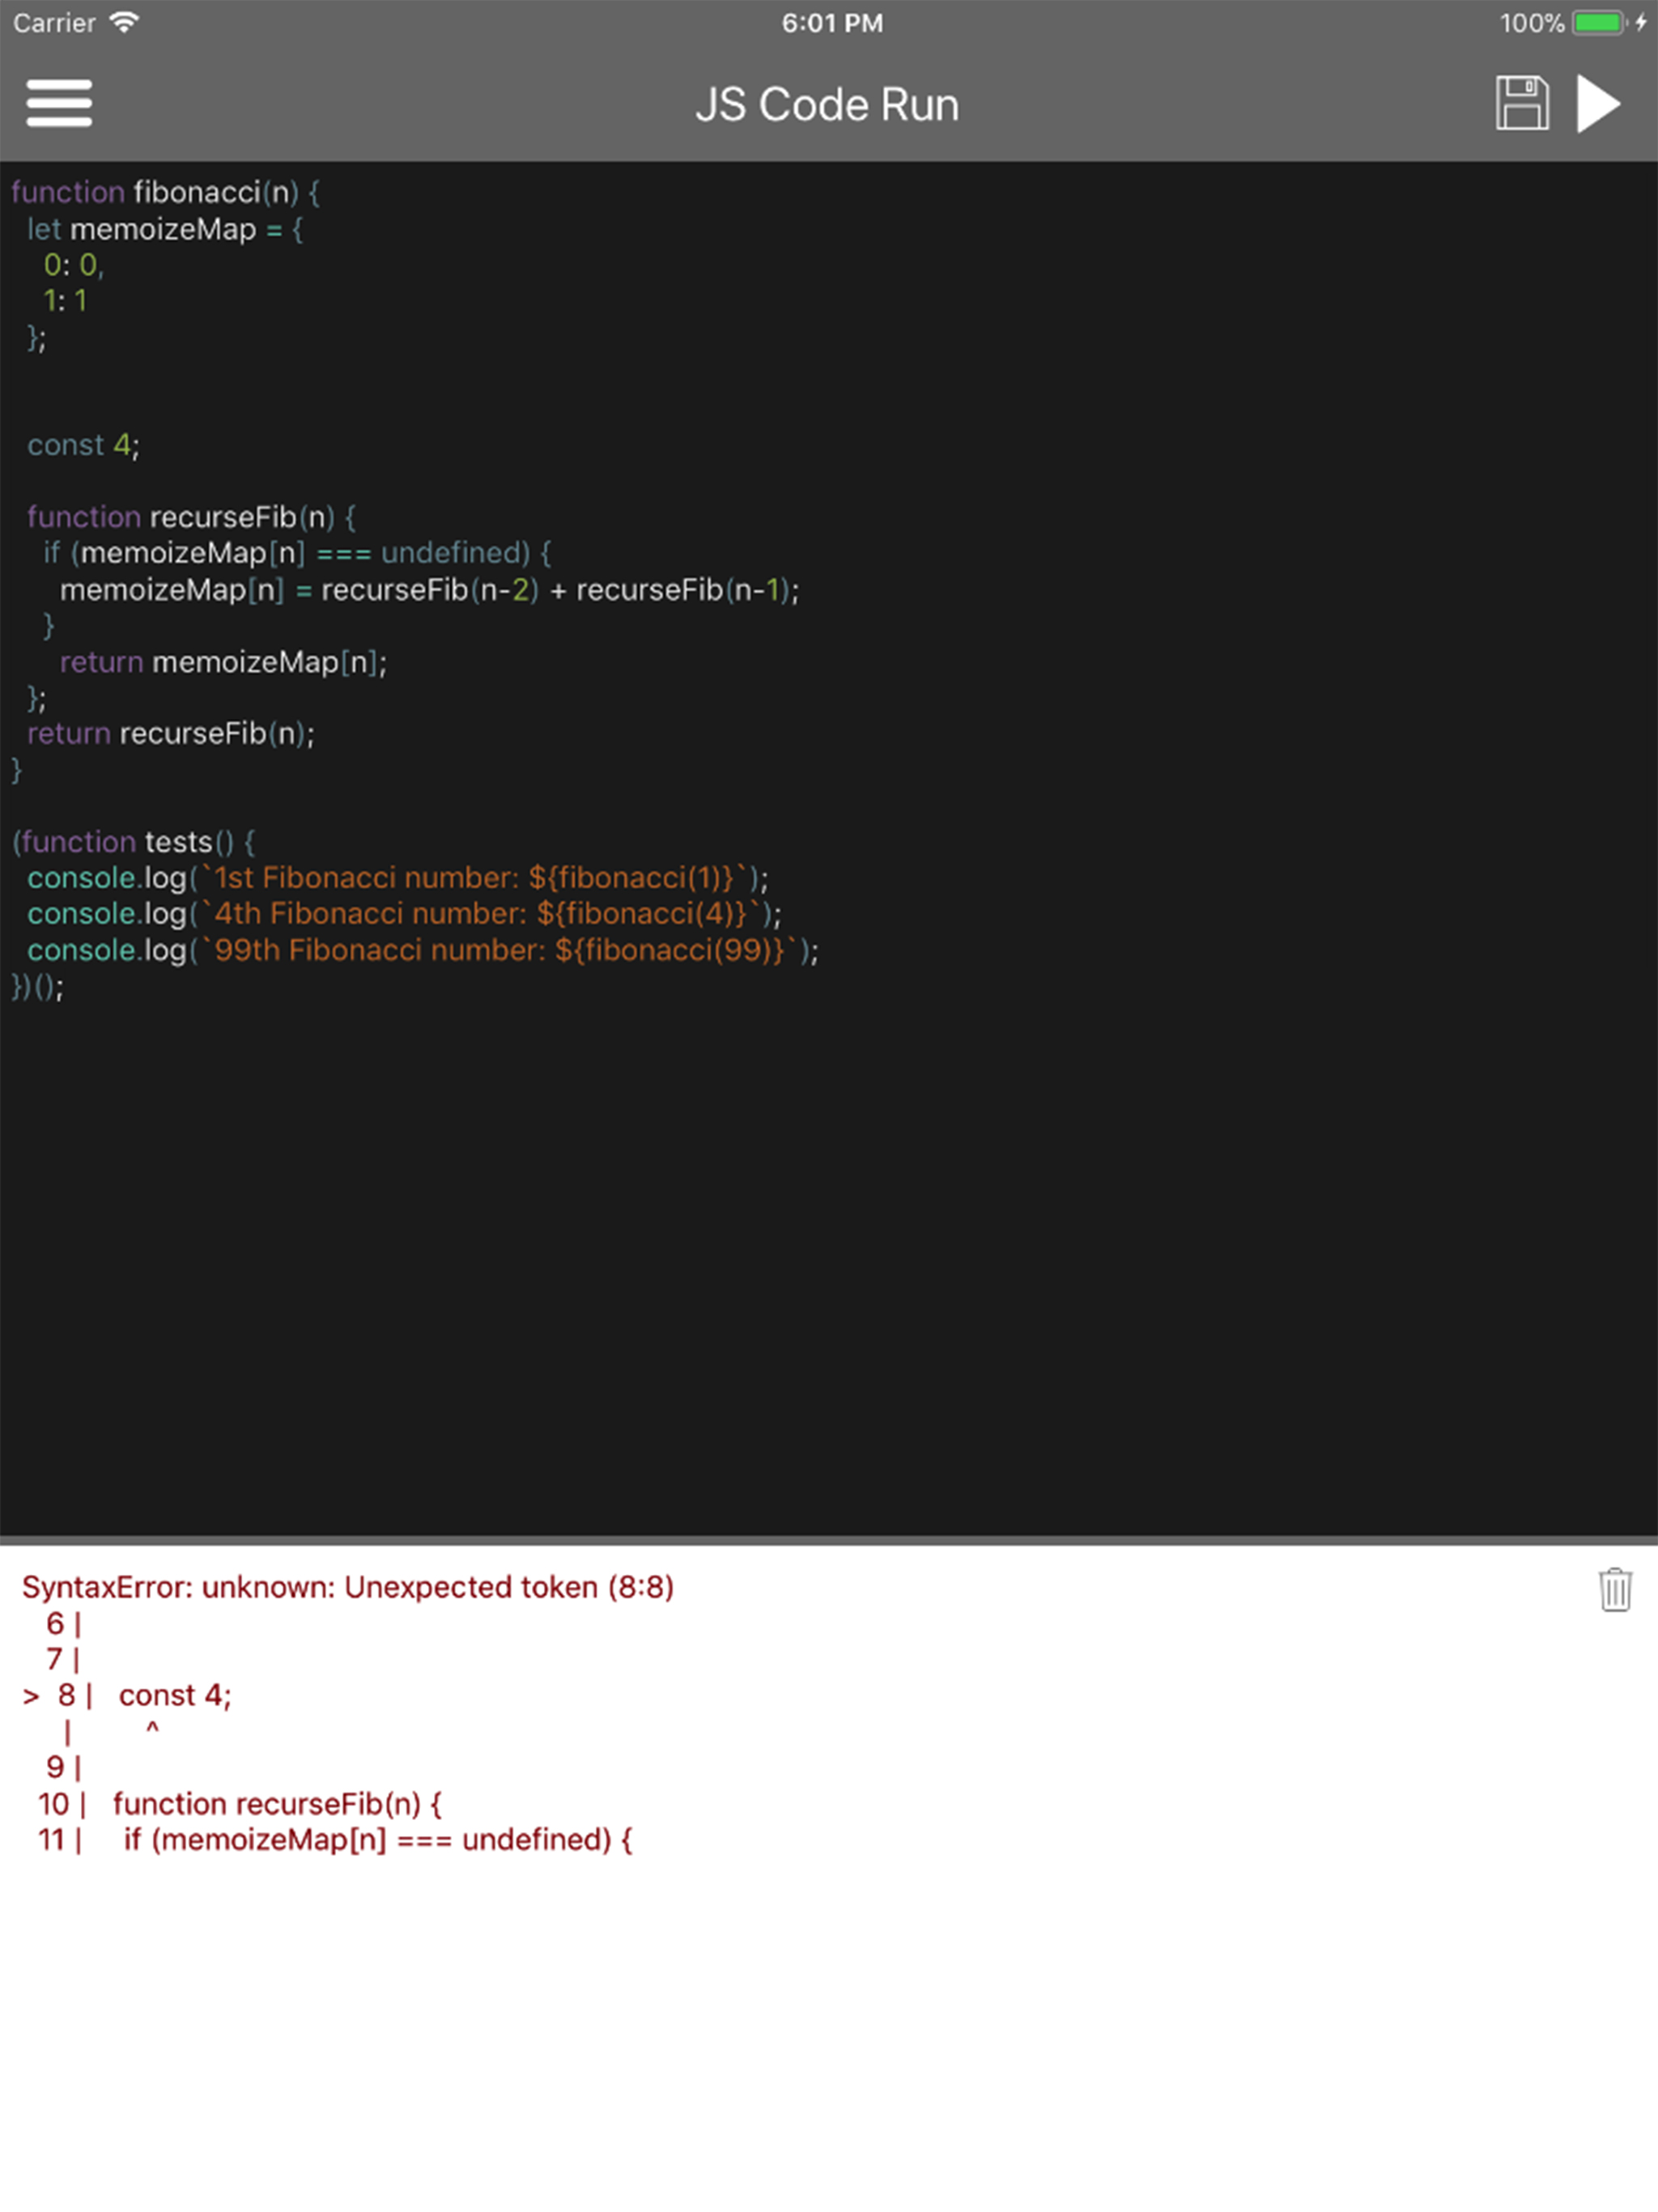 Carrier 6:01 PM 100%
JS Code Run
function fibonacci(n) {
  let memoizeMap = {
    0: 0,
    1: 1
  };
  const 4;
  function recurseFib(n) {
    if (memoizeMap[n] === undefined) {
      memoizeMap[n] = recurseFib(n-2) + recurseFib(n-1);
    }
      return memoizeMap[n];
  };
  return recurseFib(n);
}
(function tests() {
  console.log(`1st Fibonacci number: ${fibonacci(1)}`);
  console.log(`4th Fibonacci number: ${fibonacci(4)}`);
  console.log(`99th Fibonacci number: ${fibonacci(99)}`);
})();
SyntaxError: unknown: Unexpected token (8:8)
   6 |
   7 |
>  8 |   const 4;
     |         ^
   9 |
  10 |   function recurseFib(n) {
  11 |     if (memoizeMap[n] === undefined) {